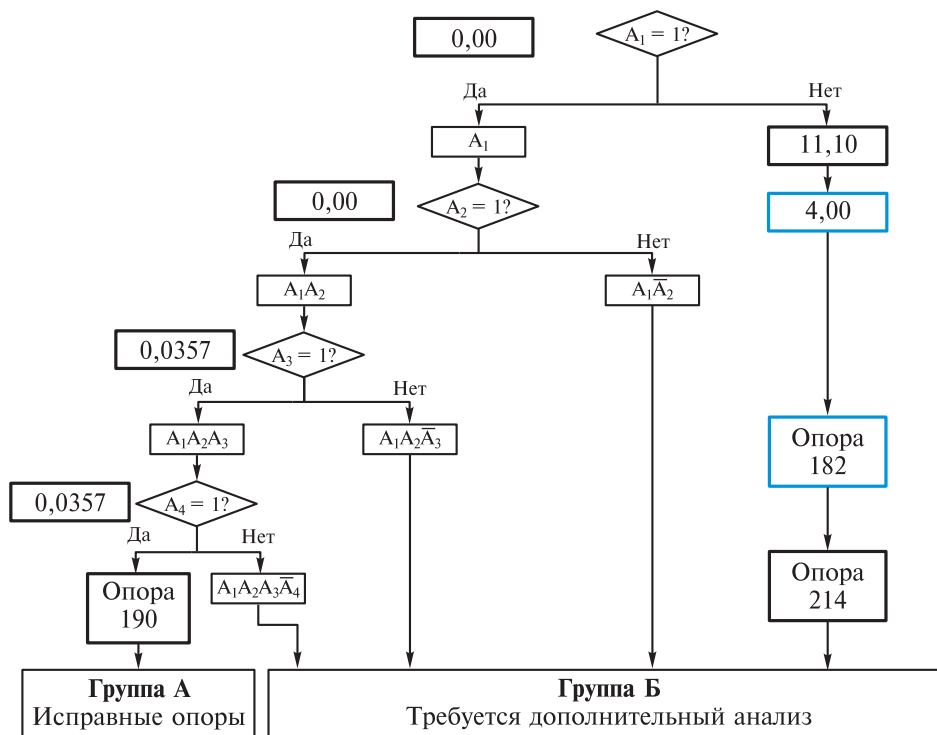 0,00
A₁ = 1?
Да
Нет
A₁
11,10
0,00
A₂ = 1?
4,00
Да
Нет
A₁A₂
A₁A̅₂
0,0357
A₃ = 1?
Да
Нет
A₁A₂A₃
A₁A₂A̅₃
Опора
182
0,0357
A₄ = 1?
Да
Нет
Опора
190
A₁A₂A₃A̅₄
Опора
214
Группа А
Исправные опоры
Группа Б
Требуется дополнительный анализ